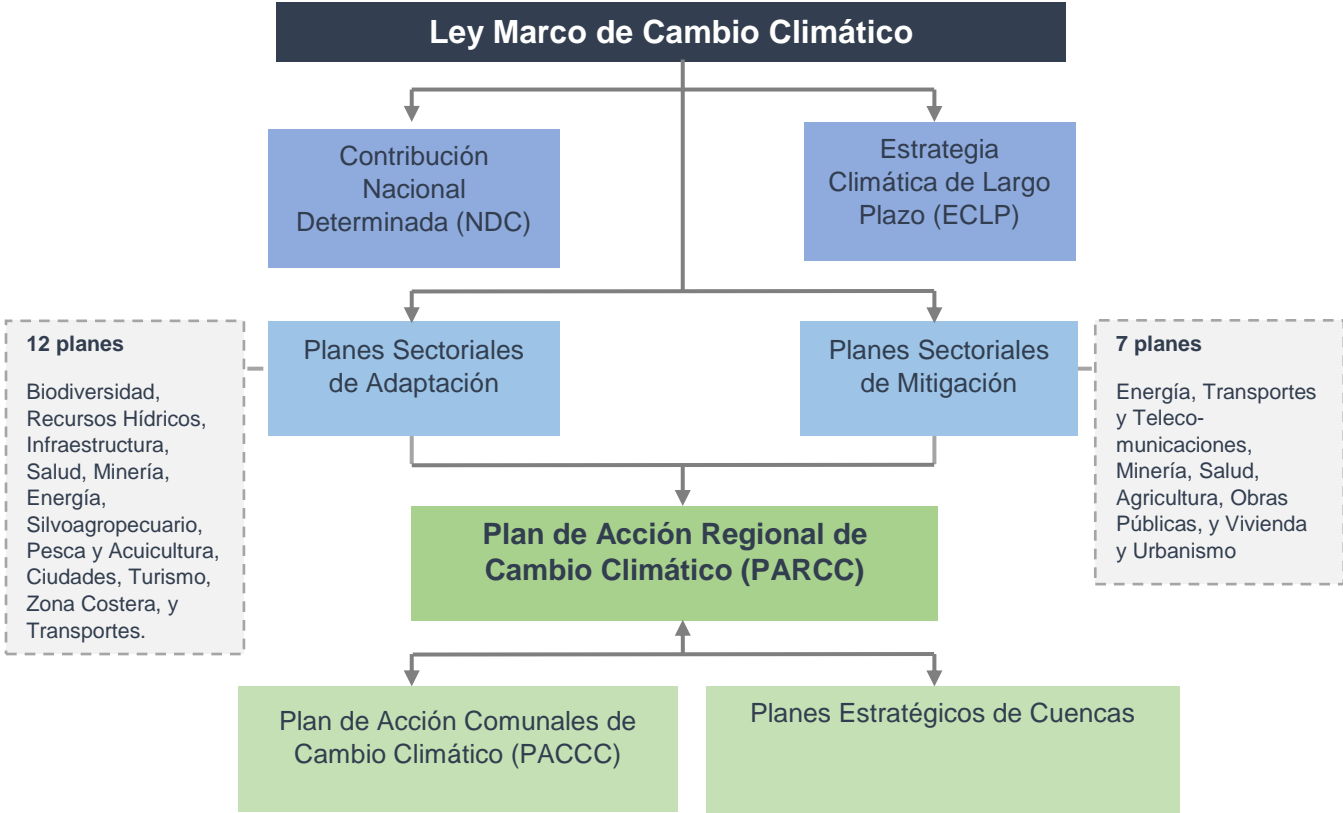 Ley Marco de Cambio Climático
Contribución
Nacional
Determinada (NDC)
Estrategia
Climática de Largo
Plazo (ECLP)
12 planes
Biodiversidad,
Recursos Hídricos,
Infraestructura,
Salud, Minería,
Energía,
Silvoagropecuario,
Pesca y Acuicultura,
Ciudades, Turismo,
Zona Costera, y
Transportes.
Planes Sectoriales
de Adaptación
Planes Sectoriales
de Mitigación
7 planes
Energía, Transportes
y Teleco-
municaciones,
Minería, Salud,
Agricultura, Obras
Públicas, y Vivienda
y Urbanismo
Plan de Acción Regional de
Cambio Climático (PARCC)
Plan de Acción Comunales de
Cambio Climático (PACCC)
Planes Estratégicos de Cuencas